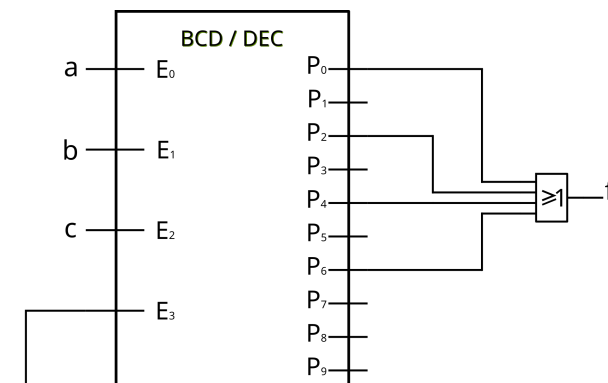 BCD / DEC
a E₀ P₀
P₁
b E₁ P₂
P₃
c E₂ P₄
P₅
P₆
E₃ P₇
P₈
P₉
≥1
f